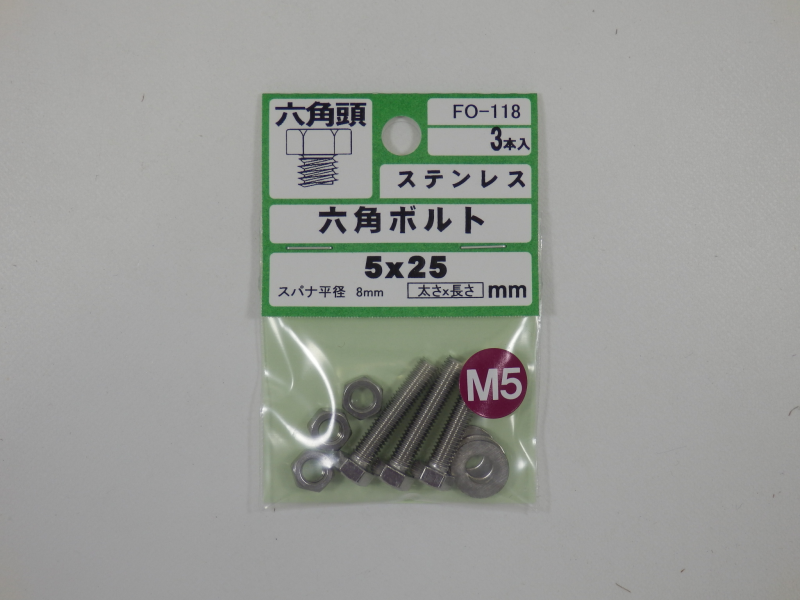 六角頭
FO-118
3本入
ステンレス
六角ボルト
5x25
スパナ平径 8mm 太さx長さ mm
M5